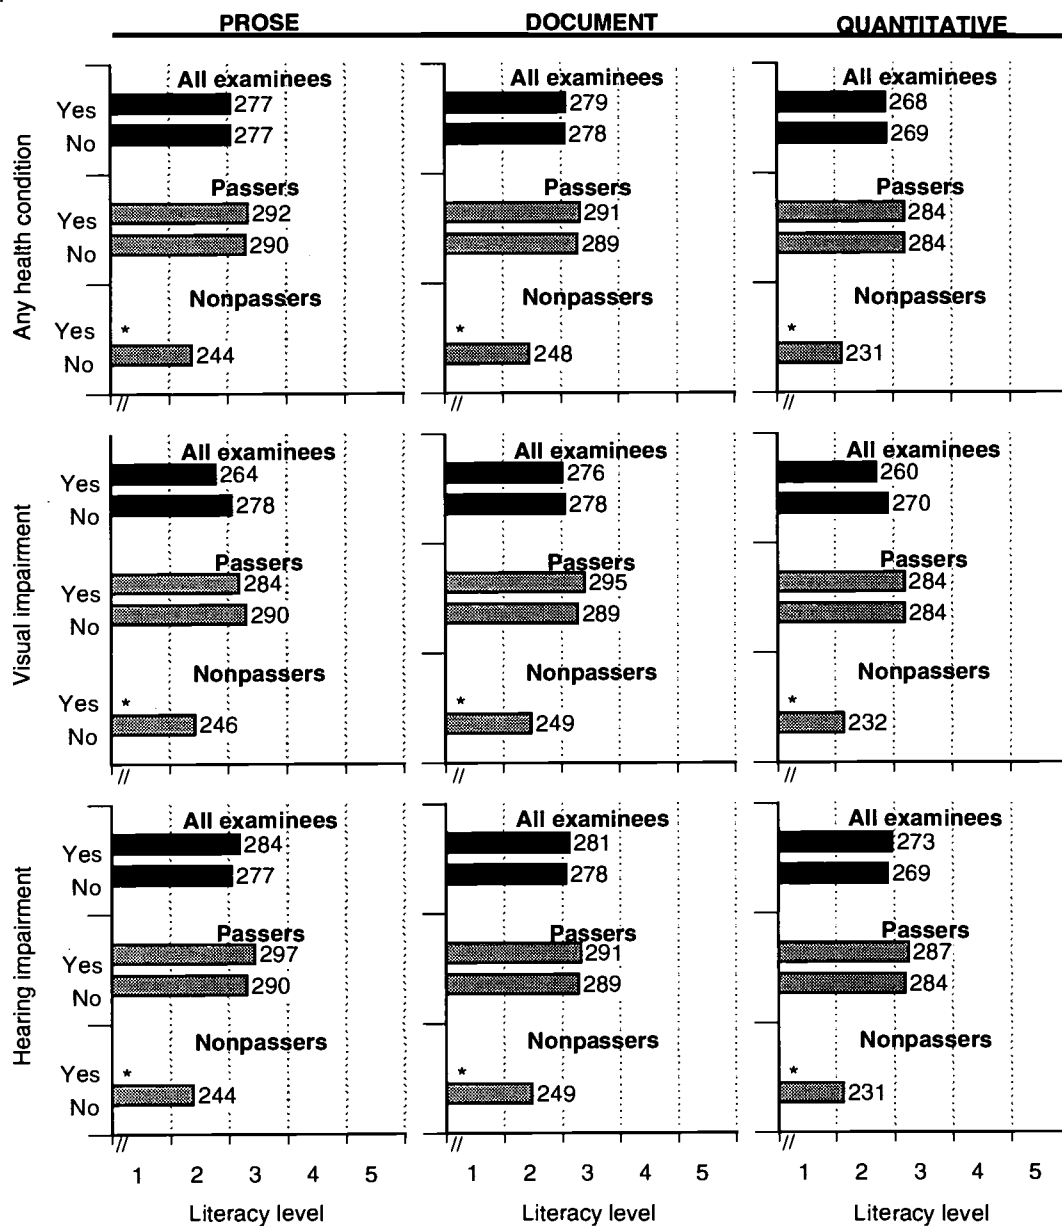 PROSE DOCUMENT QUANTITATIVE
Any health condition
All examinees All examinees All examinees
Yes 277 279 268
No 277 278 269
Passers Passers Passers
Yes 292 291 284
No 290 289 284
Nonpassers Nonpassers Nonpassers
Yes * * *
No 244 248 231
// // //
Visual impairment
All examinees All examinees All examinees
Yes 264 276 260
No 278 278 270
Passers Passers Passers
Yes 284 295 284
No 290 289 284
Nonpassers Nonpassers Nonpassers
Yes * * *
No 246 249 232
// // //
Hearing impairment
All examinees All examinees All examinees
Yes 284 281 273
No 277 278 269
Passers Passers Passers
Yes 297 291 287
No 290 289 284
Nonpassers Nonpassers Nonpassers
Yes * * *
No 244 249 231
// // //
1 2 3 4 5 1 2 3 4 5 1 2 3 4 5
Literacy level Literacy level Literacy level